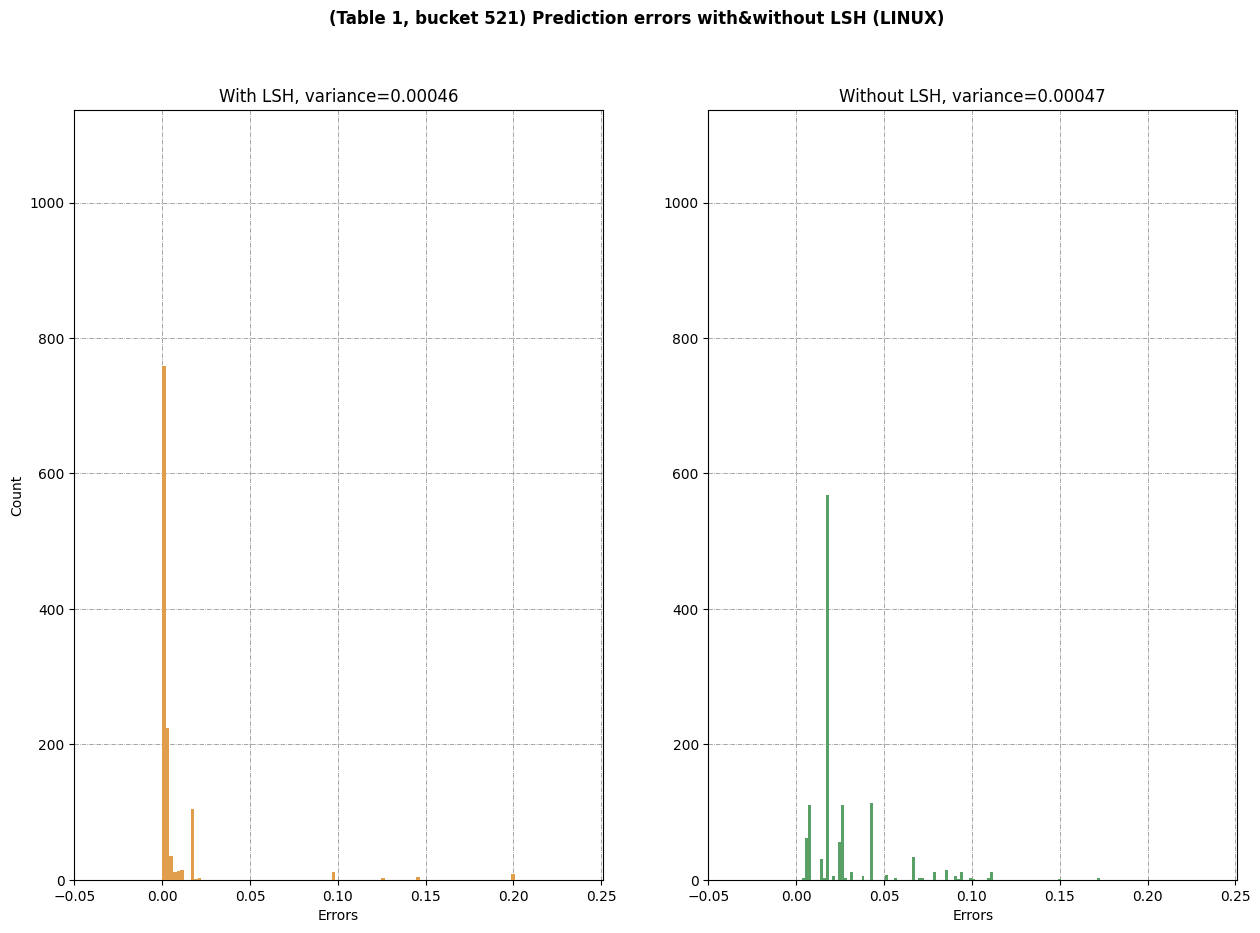 (Table 1, bucket 521) Prediction errors with&without LSH (LINUX)
With LSH, variance=0.00046
1000
800
600
400
200
0
Count
−0.05 0.00 0.05 0.10 0.15 0.20 0.25
Errors
Without LSH, variance=0.00047
1000
800
600
400
200
0
−0.05 0.00 0.05 0.10 0.15 0.20 0.25
Errors